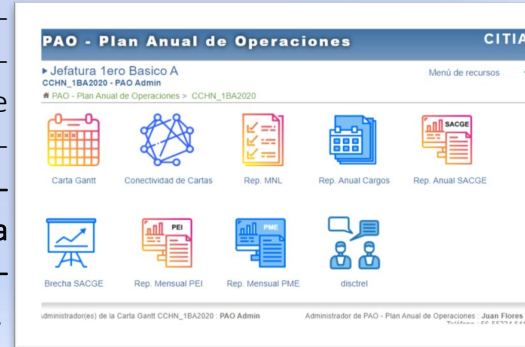 PAO - Plan Anual de Operaciones
CITIA
Jefatura 1ero Basico A
Menú de recursos
CCHN_1BA2020 - PAO Admin
PAO - Plan Anual de Operaciones > CCHN_1BA2020
e
SACGE
Carta Gantt
Conectividad de Cartas
Rep. MNL
Rep. Anual Cargos
Rep. Anual SACGE
a
PEI
PME
Brecha SACGE
Rep. Mensual PEI
Rep. Mensual PME
disctrel
dministrador(es) de la Carta Gantt CCHN_1BA2020 : PAO Admin
Administrador de PAO - Plan Anual de Operaciones : Juan Flores